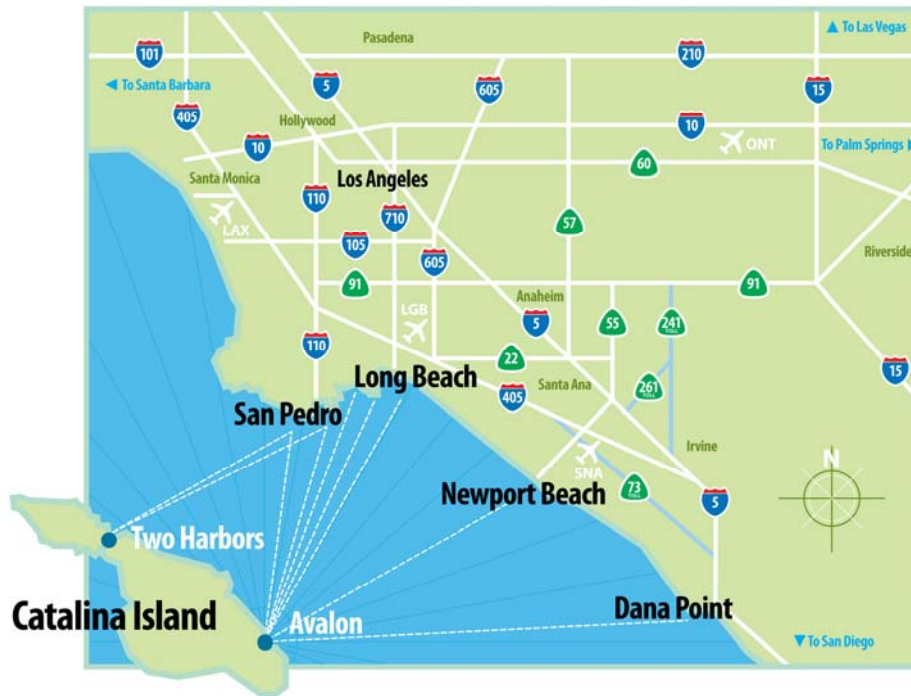 Pasadena
To Las Vegas
101
210
5
To Santa Barbara
605
15
405
Hollywood
10
10
ONT
To Palm Springs
60
Santa Monica
Los Angeles
110
710
57
LAX
105
605
Riverside
91
91
Anaheim
LGB
5
55
241
TOLL
110
22
15
Long Beach
Santa Ana
261
TOLL
405
San Pedro
Irvine
SNA
N
Newport Beach
73
TOLL
5
Two Harbors
Catalina Island
Avalon
Dana Point
To San Diego